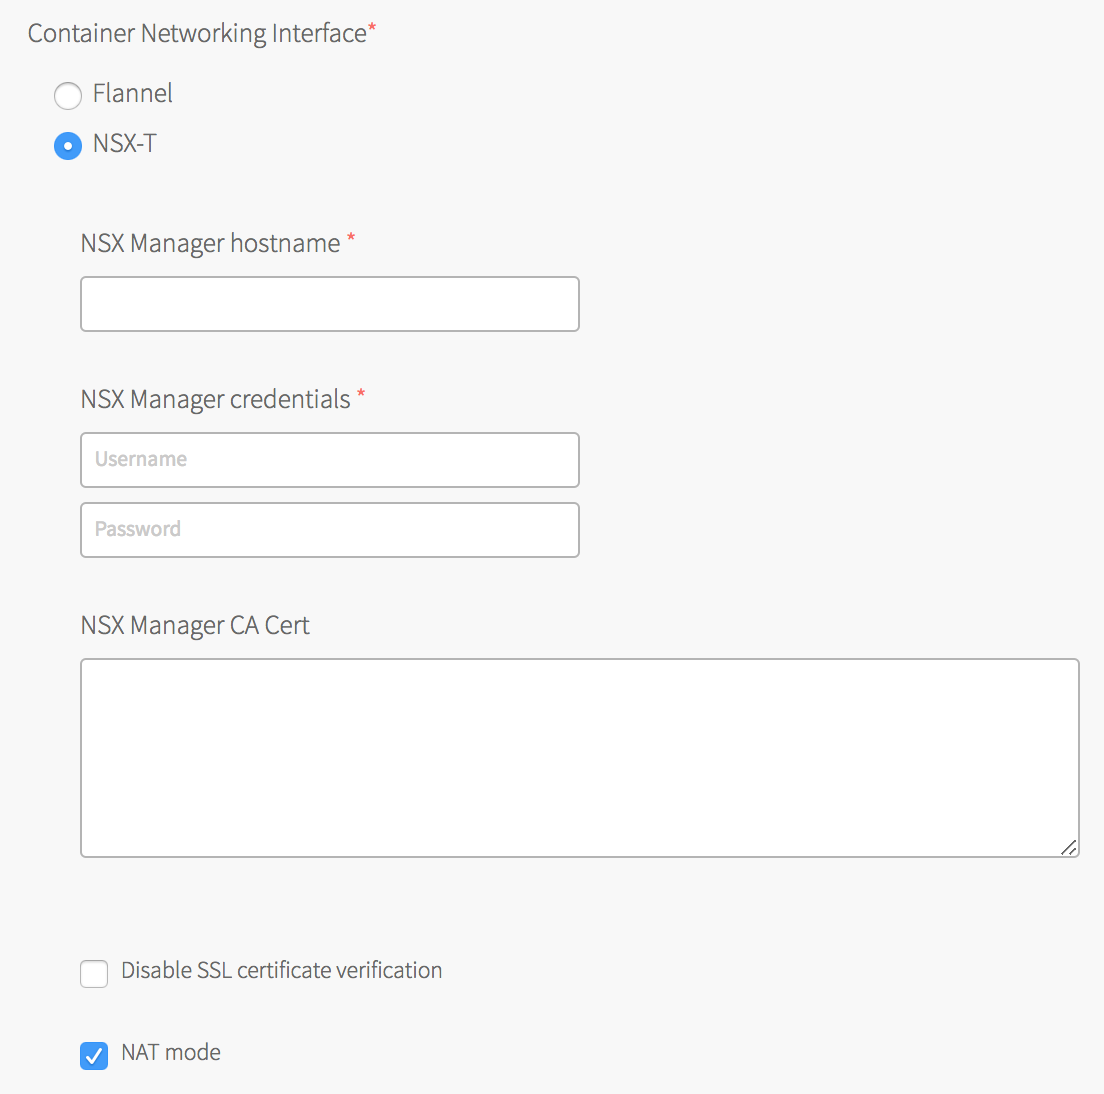 Container Networking Interface*
Flannel
NSX-T
NSX Manager hostname *
NSX Manager credentials *
Username
Password
NSX Manager CA Cert
Disable SSL certificate verification
NAT mode